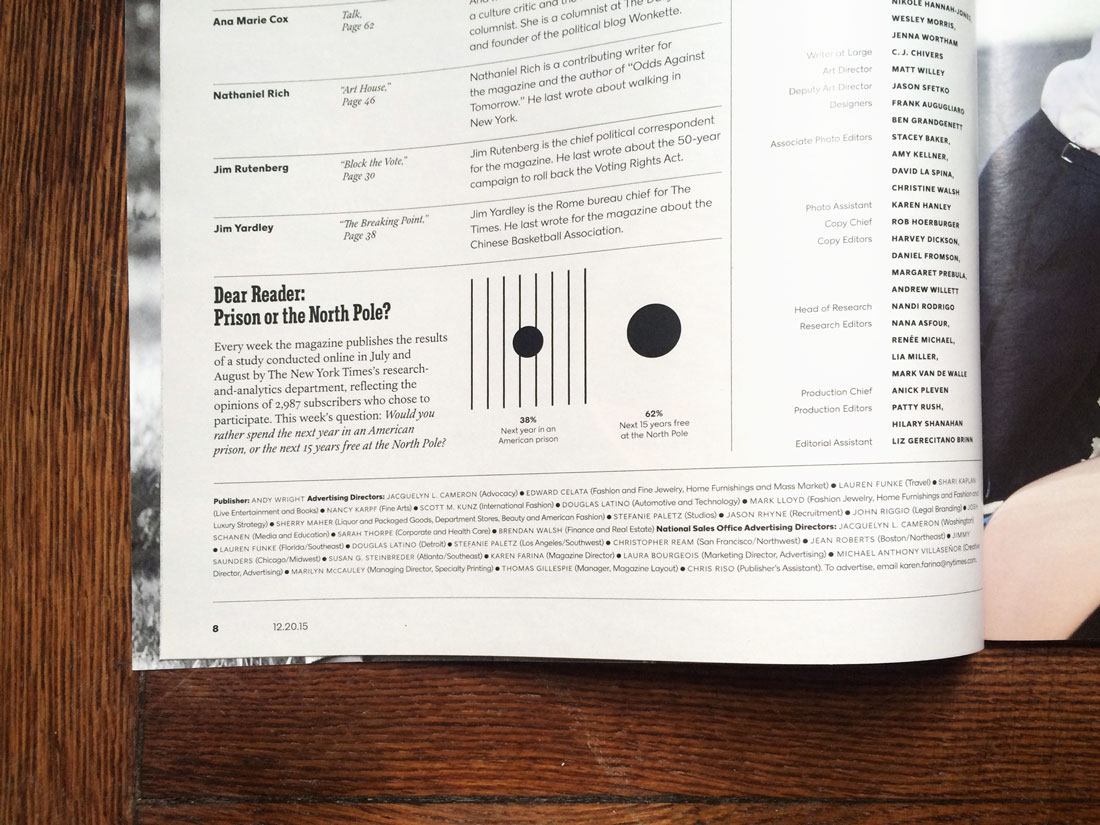 Ana Marie Cox
Talk,
Page 62
a culture critic and the
columnist. She is a columnist at The
and founder of the political blog Wonkette.
Nathaniel Rich
“Art House,”
Page 46
Nathaniel Rich is a contributing writer for
the magazine and the author of “Odds Against
Tomorrow.” He last wrote about walking in
New York.
Jim Rutenberg
“Block the Vote,”
Page 30
Jim Rutenberg is the chief political correspondent
for the magazine. He last wrote about the 50-year
campaign to roll back the Voting Rights Act.
Jim Yardley
“The Breaking Point,”
Page 38
Jim Yardley is the Rome bureau chief for The
Times. He last wrote for the magazine about the
Chinese Basketball Association.
Dear Reader:
Prison or the North Pole?
Every week the magazine publishes the results
of a study conducted online in July and
August by The New York Times’s research-
and-analytics department, reflecting the
opinions of 2,987 subscribers who chose to
participate. This week’s question: Would you
rather spend the next year in an American
prison, or the next 15 years free at the North Pole?
38%
Next year in an
American prison
62%
Next 15 years free
at the North Pole
NIKOLE HANNAH-JONES,
WESLEY MORRIS,
JENNA WORTHAM
Writer at Large C. J. CHIVERS
Art Director MATT WILLEY
Deputy Art Director JASON SFETKO
Designers FRANK AUGUGLIARO
BEN GRANDGENETT
Associate Photo Editors STACEY BAKER,
AMY KELLNER,
DAVID LA SPINA,
CHRISTINE WALSH
Photo Assistant KAREN HANLEY
Copy Chief ROB HOERBURGER
Copy Editors HARVEY DICKSON,
DANIEL FROMSON,
MARGARET PREBULA,
ANDREW WILLETT
Head of Research NANDI RODRIGO
Research Editors NANA ASFOUR,
RENÉE MICHAEL,
LIA MILLER,
MARK VAN DE WALLE
Production Chief ANICK PLEVEN
Production Editors PATTY RUSH,
HILARY SHANAHAN
Editorial Assistant LIZ GERECITANO BRINN
Publisher: ANDY WRIGHT Advertising Directors: JACQUELYN L. CAMERON (Advocacy) ● EDWARD CELATA (Fashion and Fine Jewelry, Home Furnishings and Mass Market) ● LAUREN FUNKE (Travel) ● SHARI KAPLAN
(Live Entertainment and Books) ● NANCY KARPF (Fine Arts) ● SCOTT M. KUNZ (International Fashion) ● DOUGLAS LATINO (Automotive and Technology) ● MARK LLOYD (Fashion Jewelry, Home Furnishings and Fashion and
Luxury Strategy) ● SHERRY MAHER (Liquor and Packaged Goods, Department Stores, Beauty and American Fashion) ● STEFANIE PALETZ (Studios) ● JASON RHYNE (Recruitment) ● JOHN RIGGIO (Legal Branding) ● JOSH
SCHANEN (Media and Education) ● SARAH THORPE (Corporate and Health Care) ● BRENDAN WALSH (Finance and Real Estate) National Sales Office Advertising Directors: JACQUELYN L. CAMERON (Washington)
● LAUREN FUNKE (Florida/Southeast) ● DOUGLAS LATINO (Detroit) ● STEFANIE PALETZ (Los Angeles/Southwest) ● CHRISTOPHER REAM (San Francisco/Northwest) ● JEAN ROBERTS (Boston/Northeast) ● JIMMY
SAUNDERS (Chicago/Midwest) ● SUSAN G. STEINBREDER (Atlanta/Southeast) ● KAREN FARINA (Magazine Director) ● LAURA BOURGEOIS (Marketing Director, Advertising) ● MICHAEL ANTHONY VILLASEÑOR (Creative
Director, Advertising) ● MARILYN McCAULEY (Managing Director, Specialty Printing) ● THOMAS GILLESPIE (Manager, Magazine Layout) ● CHRIS RISO (Publisher’s Assistant). To advertise, email karen.farina@nytimes.com.
8 12.20.15